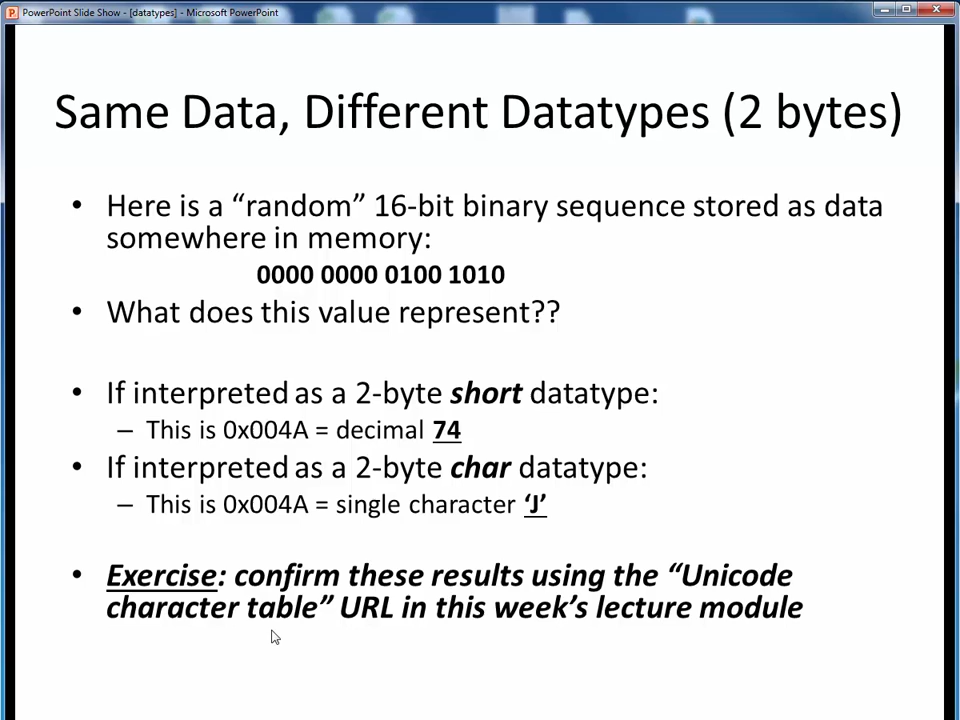 PowerPoint Slide Show - [datatypes] - Microsoft PowerPoint
Same Data, Different Datatypes (2 bytes)
• Here is a “random” 16-bit binary sequence stored as data
somewhere in memory:
0000 0000 0100 1010
• What does this value represent??
• If interpreted as a 2-byte short datatype:
– This is 0x004A = decimal 74
• If interpreted as a 2-byte char datatype:
– This is 0x004A = single character ‘J’
• Exercise: confirm these results using the “Unicode
character table” URL in this week’s lecture module